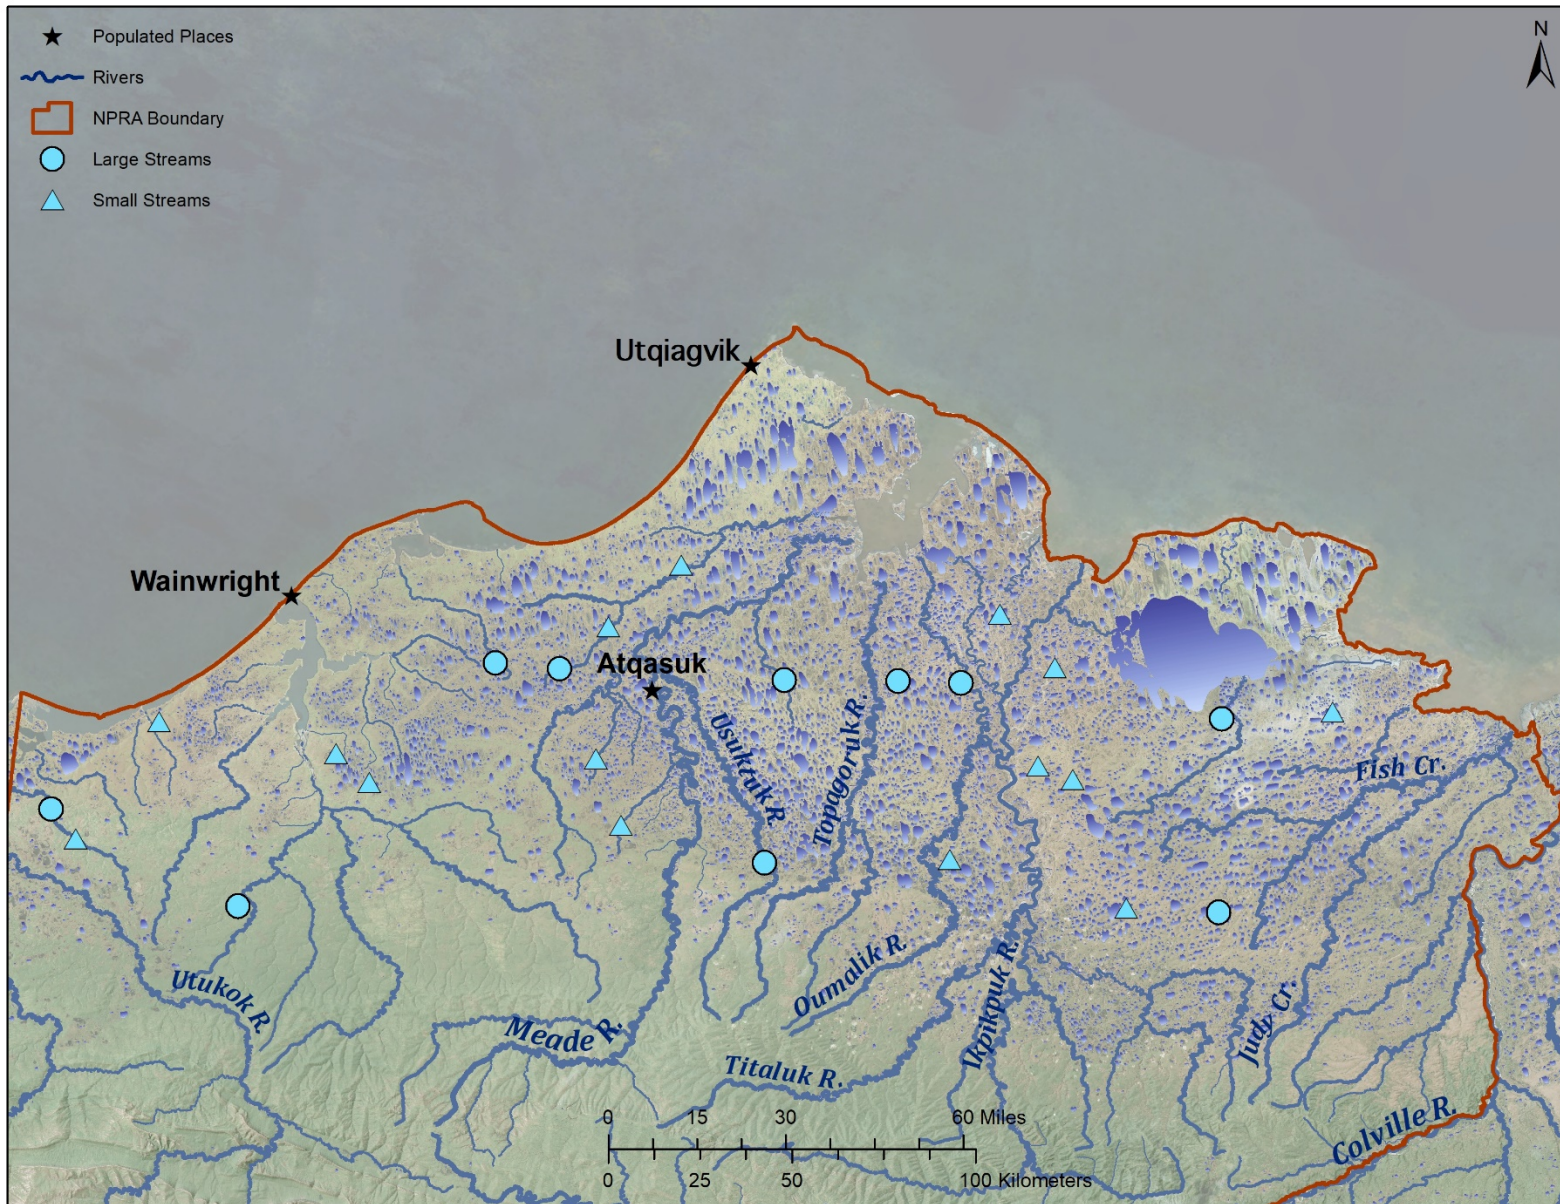 Populated Places
Rivers
NPRA Boundary
Large Streams
Small Streams
N
Utqiagvik
Wainwright
Atqasuk
Usuktuk R.
Topagoruk R.
Fish Cr.
Utukok R.
Meade R.
Oumalik R.
Titaluk R.
Ikpikpuk R.
Judy Cr.
Colville R.
0 15 30 60 Miles
0 25 50 100 Kilometers